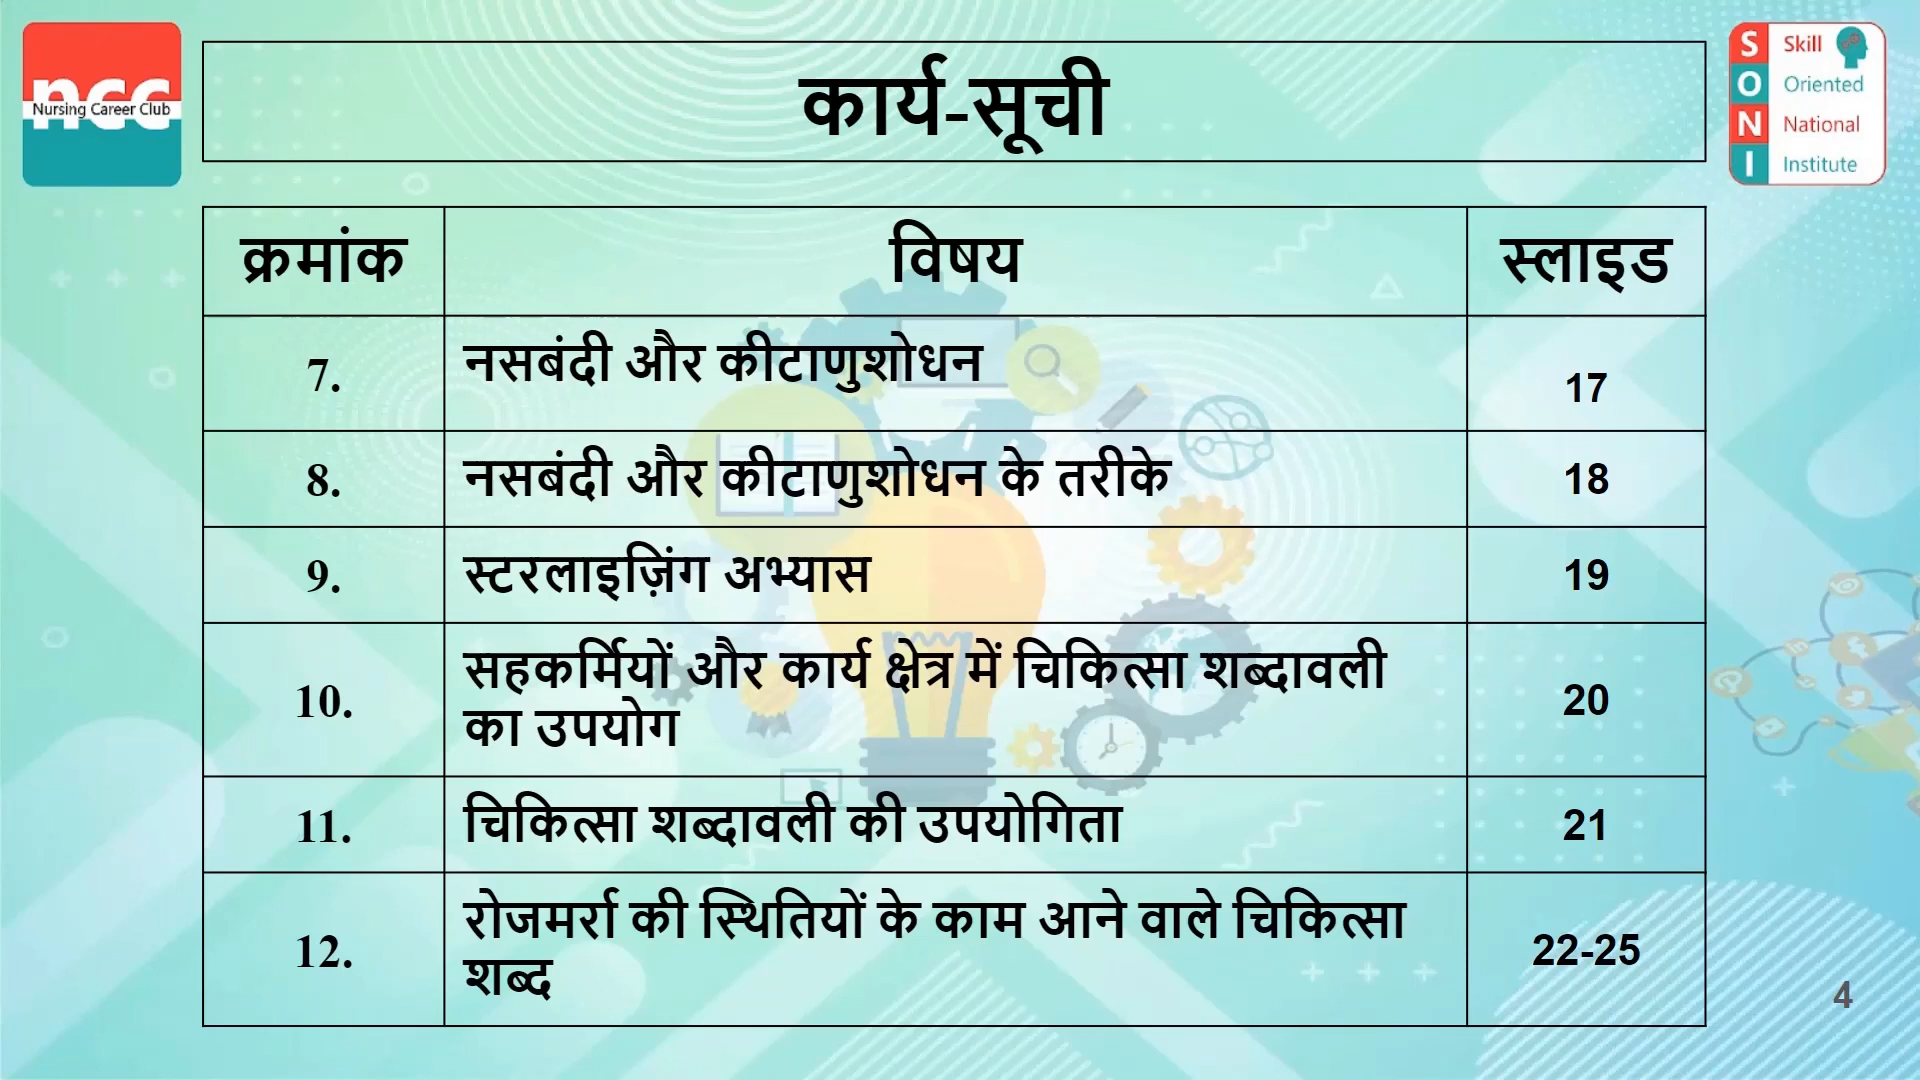 ncc
Nursing Career Club
कार्य-सूची
S Skill
O Oriented
N National
I Institute
क्रमांक विषय स्लाइड
7. नसबंदी और कीटाणुशोधन 17
8. नसबंदी और कीटाणुशोधन के तरीके 18
9. स्टरलाइज़िंग अभ्यास 19
10. सहकर्मियों और कार्य क्षेत्र में चिकित्सा शब्दावली 20
का उपयोग
11. चिकित्सा शब्दावली की उपयोगिता 21
12. रोजमर्रा की स्थितियों के काम आने वाले चिकित्सा 22-25
शब्द
4